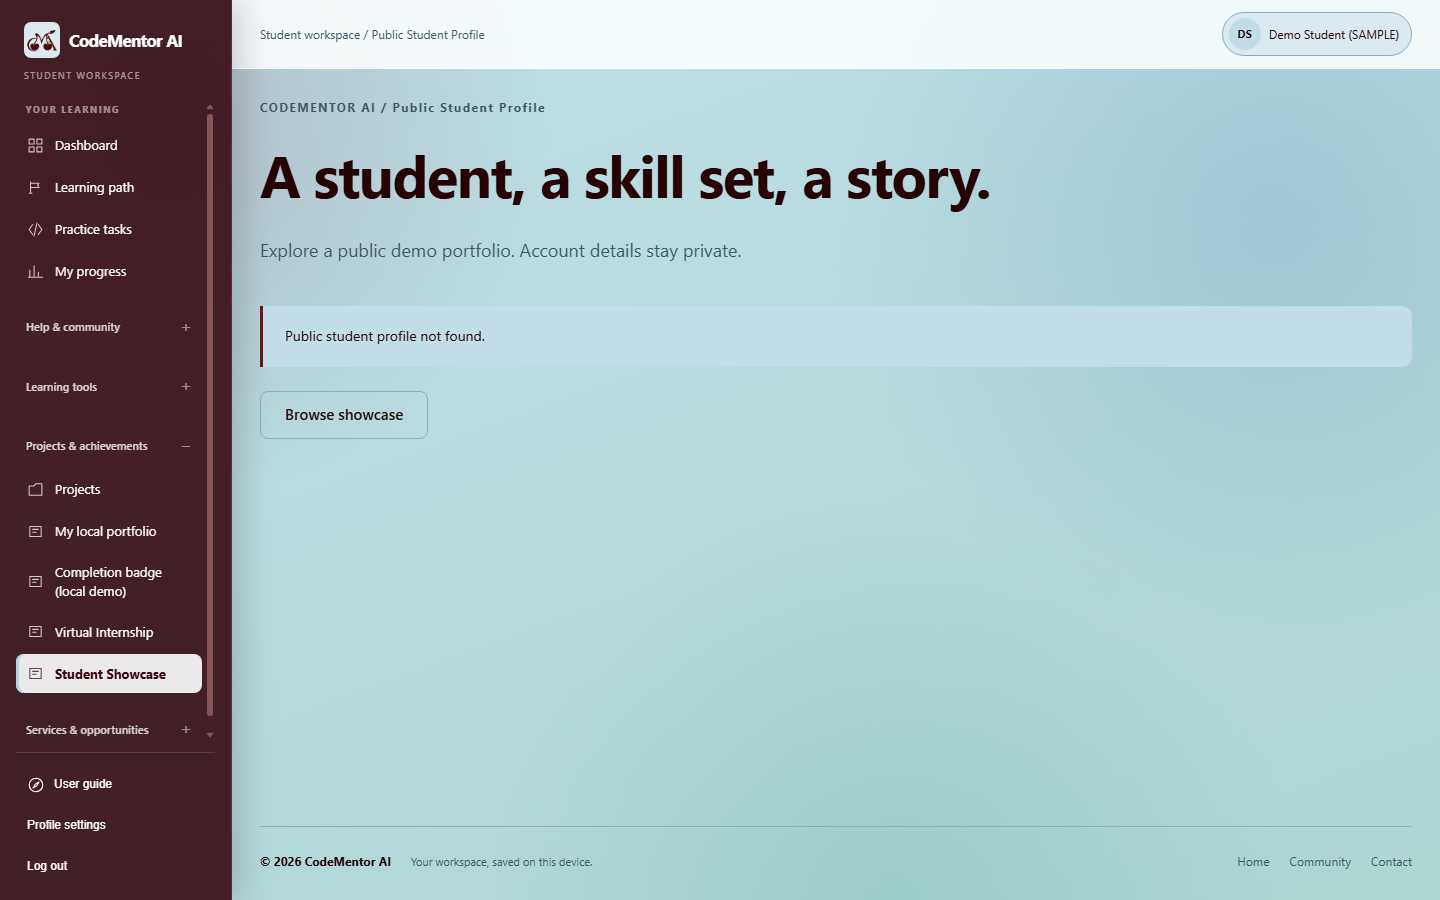 CodeMentor AI
STUDENT WORKSPACE
YOUR LEARNING
Dashboard
Learning path
Practice tasks
My progress
Help & community
Learning tools
Projects & achievements
Projects
My local portfolio
Completion badge
(local demo)
Virtual Internship
Student Showcase
Services & opportunities
User guide
Profile settings
Log out
Student workspace / Public Student Profile
DS Demo Student (SAMPLE)
CODEMENTOR AI / Public Student Profile
A student, a skill set, a story.
Explore a public demo portfolio. Account details stay private.
Public student profile not found.
Browse showcase
© 2026 CodeMentor AI Your workspace, saved on this device.
Home Community Contact